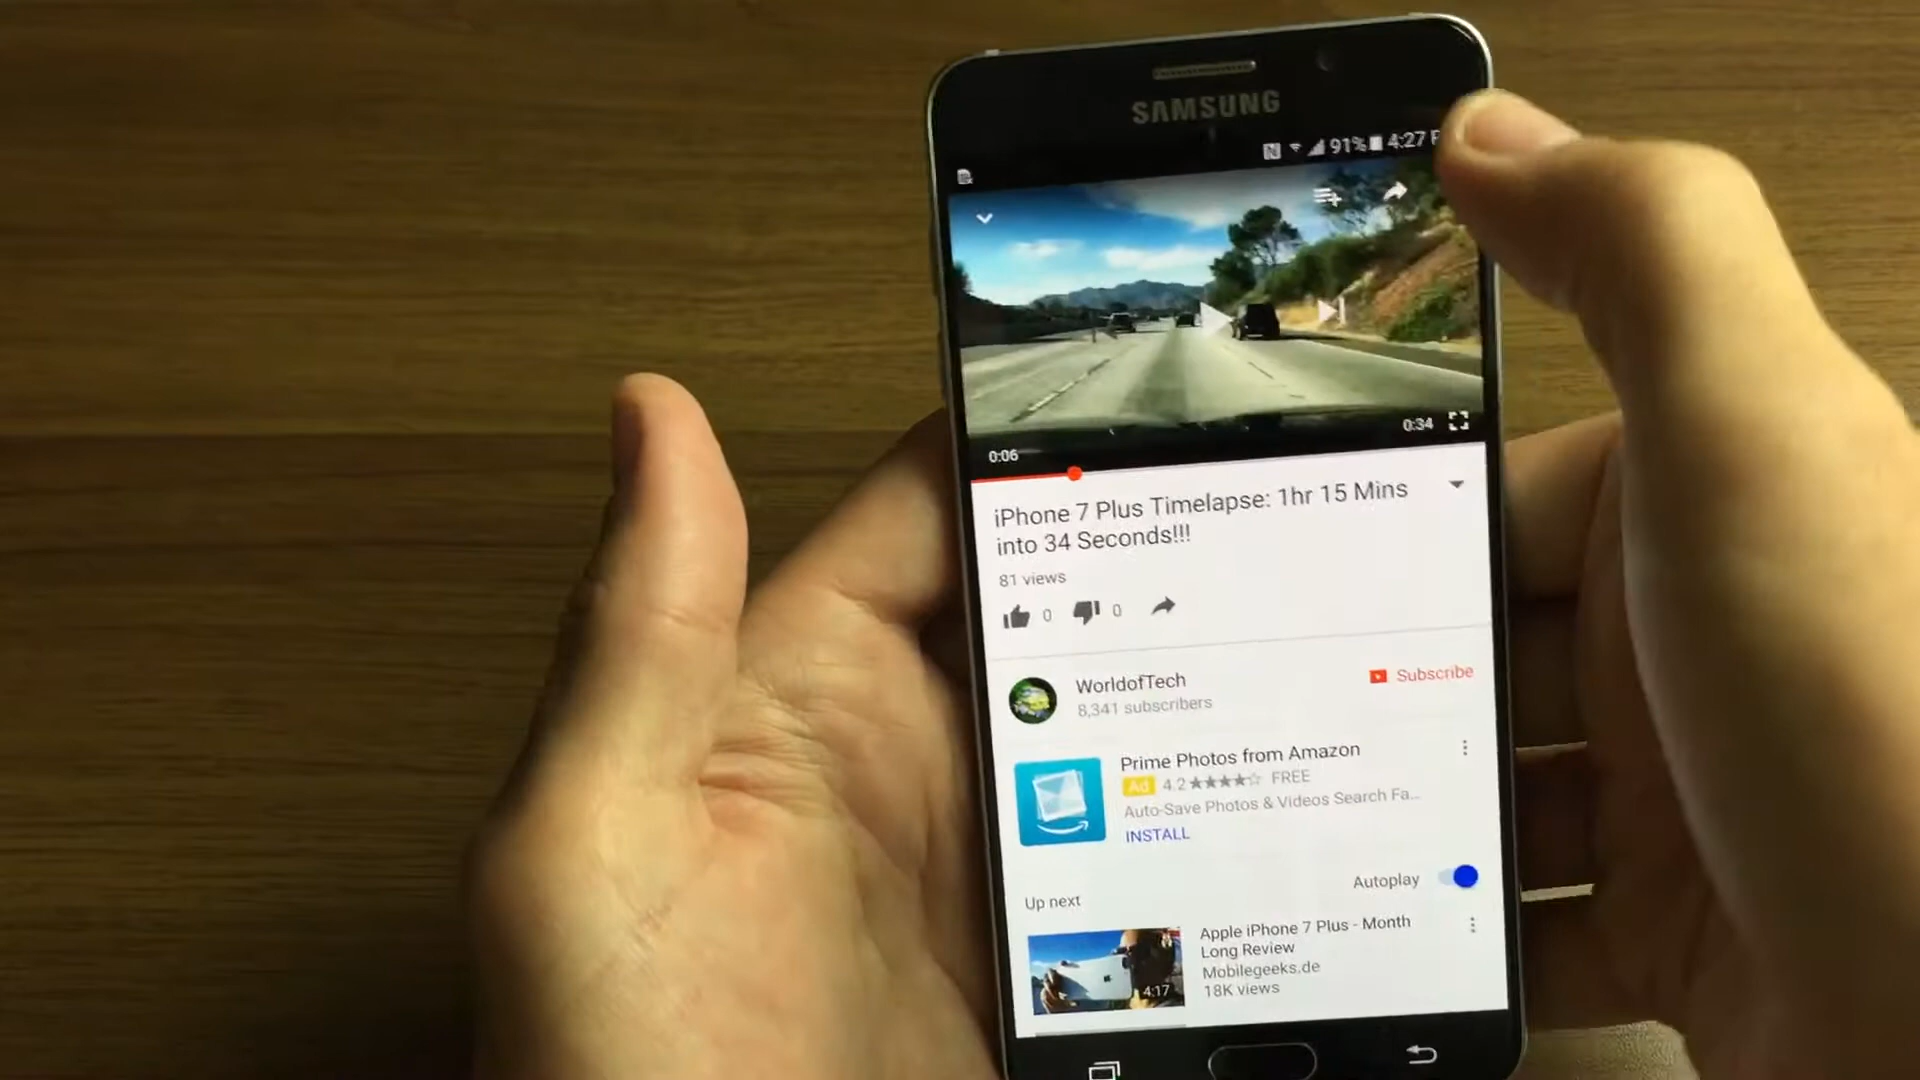 SAMSUNG
91% 4:27 P
0:06
0:34
iPhone 7 Plus Timelapse: 1hr 15 Mins
into 34 Seconds!!!
81 views
0 0
WorldofTech
8,341 subscribers
Subscribe
Prime Photos from Amazon
Ad 4.2★★★★☆ FREE
Auto-Save Photos & Videos Search Fa...
INSTALL
Autoplay
Up next
Apple iPhone 7 Plus - Month
Long Review
Mobilegeeks.de
18K views
4:17